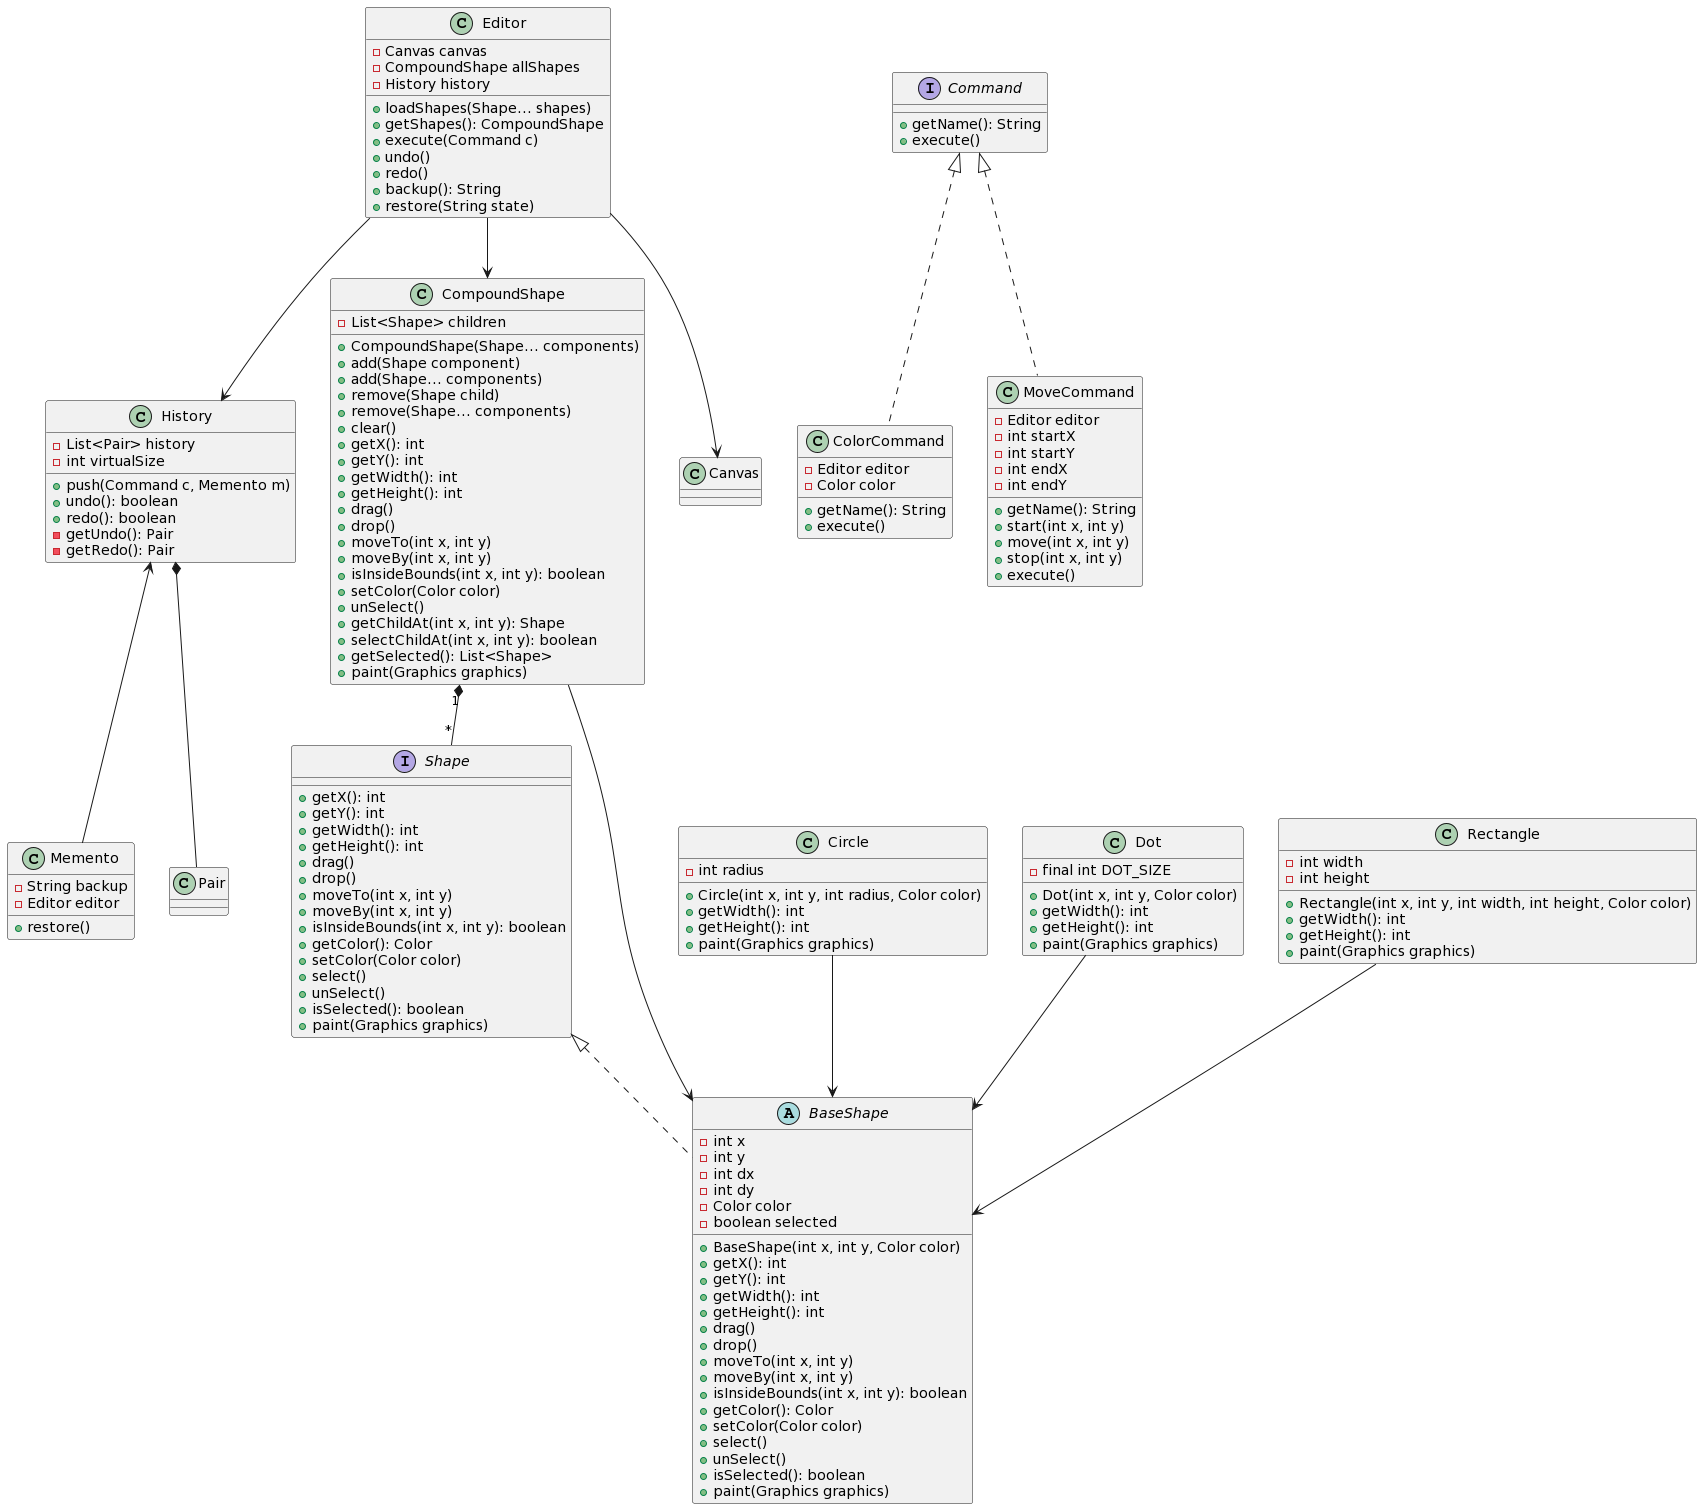 C Editor
Canvas canvas
CompoundShape allShapes
History history
loadShapes(Shape... shapes)
getShapes(): CompoundShape
execute(Command c)
undo()
redo()
backup(): String
restore(String state)
I Command
getName(): String
execute()
C CompoundShape
List<Shape> children
CompoundShape(Shape... components)
add(Shape component)
add(Shape... components)
remove(Shape child)
remove(Shape... components)
clear()
getX(): int
getY(): int
getWidth(): int
getHeight(): int
drag()
drop()
moveTo(int x, int y)
moveBy(int x, int y)
isInsideBounds(int x, int y): boolean
setColor(Color color)
unSelect()
getChildAt(int x, int y): Shape
selectChildAt(int x, int y): boolean
getSelected(): List<Shape>
paint(Graphics graphics)
C History
List<Pair> history
int virtualSize
push(Command c, Memento m)
undo(): boolean
redo(): boolean
getUndo(): Pair
getRedo(): Pair
C Canvas
C ColorCommand
Editor editor
Color color
getName(): String
execute()
C MoveCommand
Editor editor
int startX
int startY
int endX
int endY
getName(): String
start(int x, int y)
move(int x, int y)
stop(int x, int y)
execute()
1
*
I Shape
getX(): int
getY(): int
getWidth(): int
getHeight(): int
drag()
drop()
moveTo(int x, int y)
moveBy(int x, int y)
isInsideBounds(int x, int y): boolean
getColor(): Color
setColor(Color color)
select()
unSelect()
isSelected(): boolean
paint(Graphics graphics)
C Memento
String backup
Editor editor
restore()
C Pair
C Circle
int radius
Circle(int x, int y, int radius, Color color)
getWidth(): int
getHeight(): int
paint(Graphics graphics)
C Dot
final int DOT_SIZE
Dot(int x, int y, Color color)
getWidth(): int
getHeight(): int
paint(Graphics graphics)
C Rectangle
int width
int height
Rectangle(int x, int y, int width, int height, Color color)
getWidth(): int
getHeight(): int
paint(Graphics graphics)
A BaseShape
int x
int y
int dx
int dy
Color color
boolean selected
BaseShape(int x, int y, Color color)
getX(): int
getY(): int
getWidth(): int
getHeight(): int
drag()
drop()
moveTo(int x, int y)
moveBy(int x, int y)
isInsideBounds(int x, int y): boolean
getColor(): Color
setColor(Color color)
select()
unSelect()
isSelected(): boolean
paint(Graphics graphics)